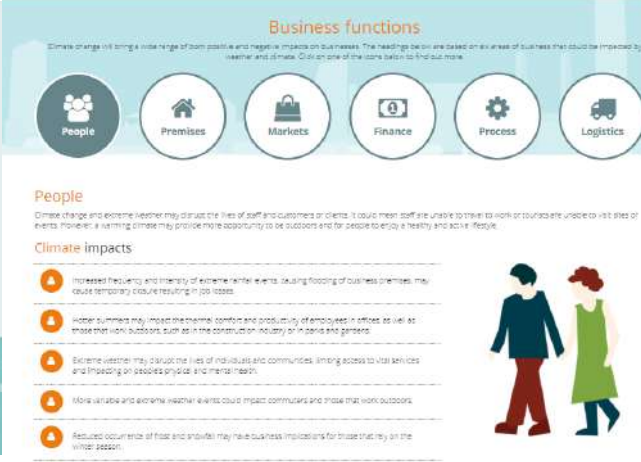 Business functions
Climate change will bring a wide range of both positive and negative impacts on businesses. The headings below are based on six areas of business that could be impacted by
weather and climate. Click on one of the icons below to find out more.
People
Premises
Markets
Finance
Process
Logistics
People
Climate change and extreme weather may disrupt the lives of staff and customers or clients. It could mean staff are unable to travel to work or tourists are unable to visit sites or
events. However, a warming climate may provide more opportunity to be outdoors and for people to enjoy a healthy and active lifestyle.
Climate impacts
Increased frequency and intensity of extreme rainfall events, causing flooding of business premises, may
cause temporary closure resulting in job losses.
Hotter summers may impact the thermal comfort and productivity of employees in offices, as well as
those that work outdoors, such as in the construction industry or in parks and gardens.
Extreme weather may disrupt the lives of individuals and communities, limiting access to vital services
and impacting on people's physical and mental health.
More variable and extreme weather events could impact commuters and those that work outdoors.
Reduced occurrence of frost and snowfall may have business implications for those that rely on the
winter season.